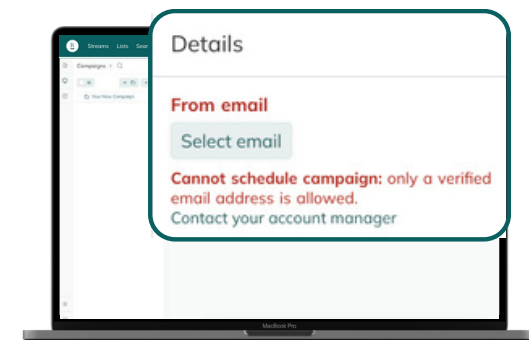 Streams Lists Sear
Campaigns
Your New Campaign
Details
From email
Select email
Cannot schedule campaign: only a verified
email address is allowed.
Contact your account manager
MacBook Pro